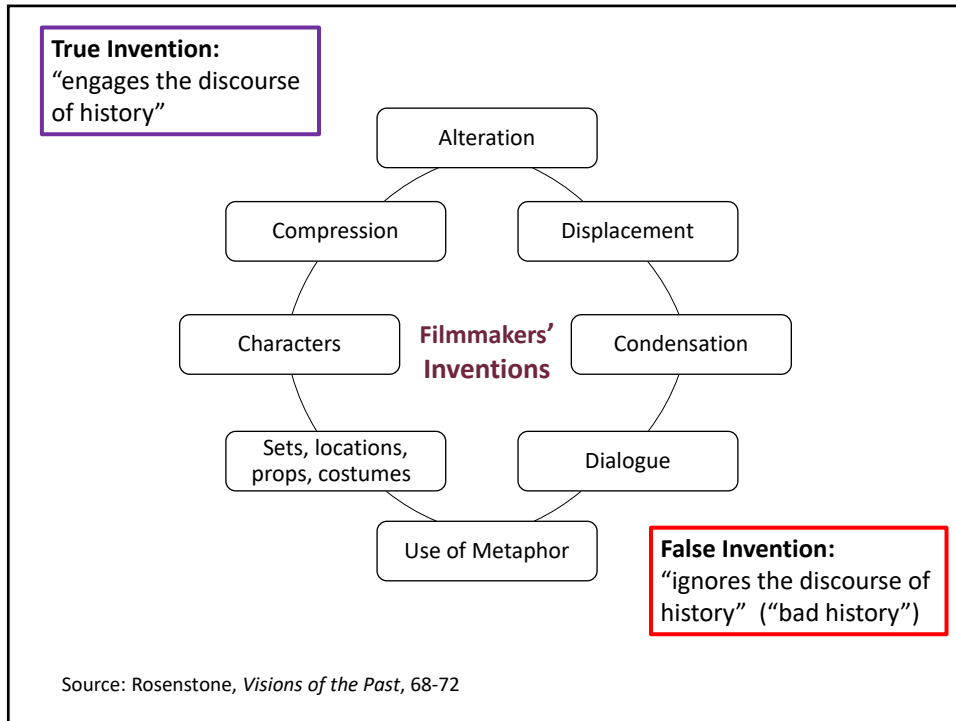 True Invention:
“engages the discourse
of history”
Alteration
Compression
Displacement
Characters
Filmmakers’
Inventions
Condensation
Sets, locations,
props, costumes
Dialogue
Use of Metaphor
False Invention:
“ignores the discourse of
history”  (“bad history”)
Source: Rosenstone, Visions of the Past, 68-72